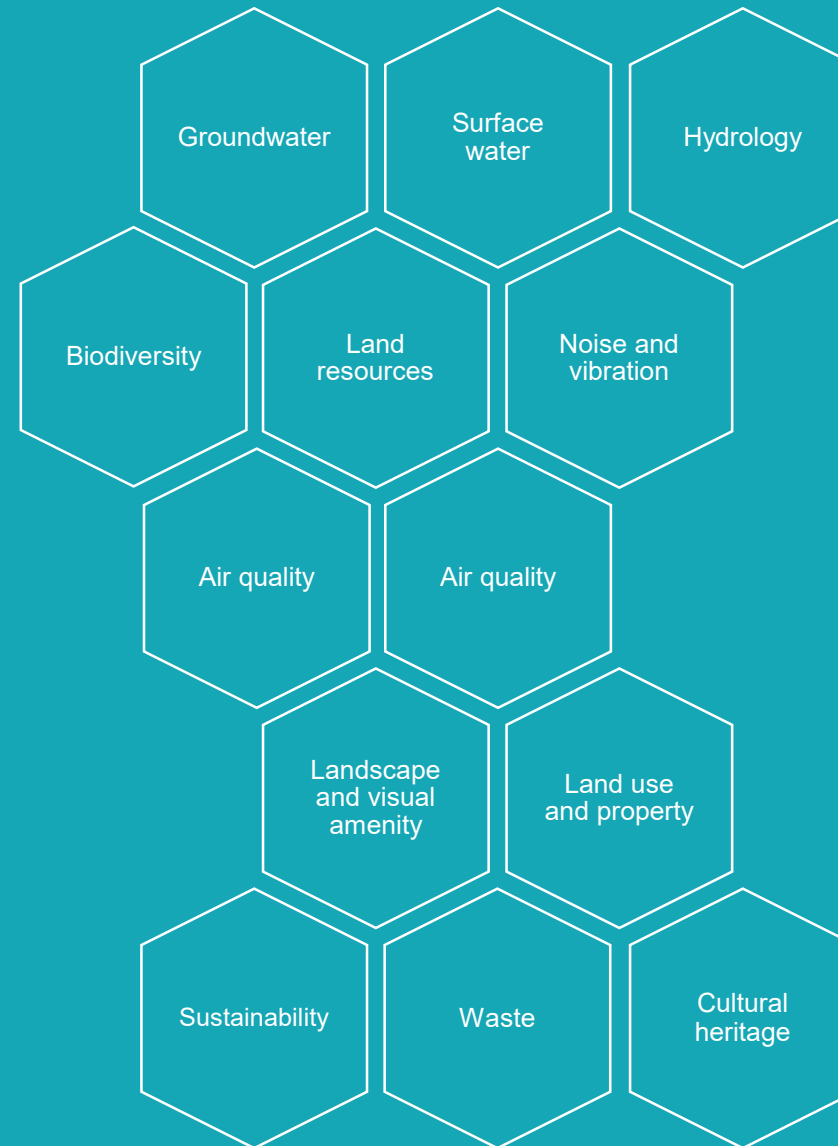 Groundwater
Surface
water
Hydrology
Biodiversity
Land
resources
Noise and
vibration
Air quality
Air quality
Landscape
and visual
amenity
Land use
and property
Sustainability
Waste
Cultural
heritage